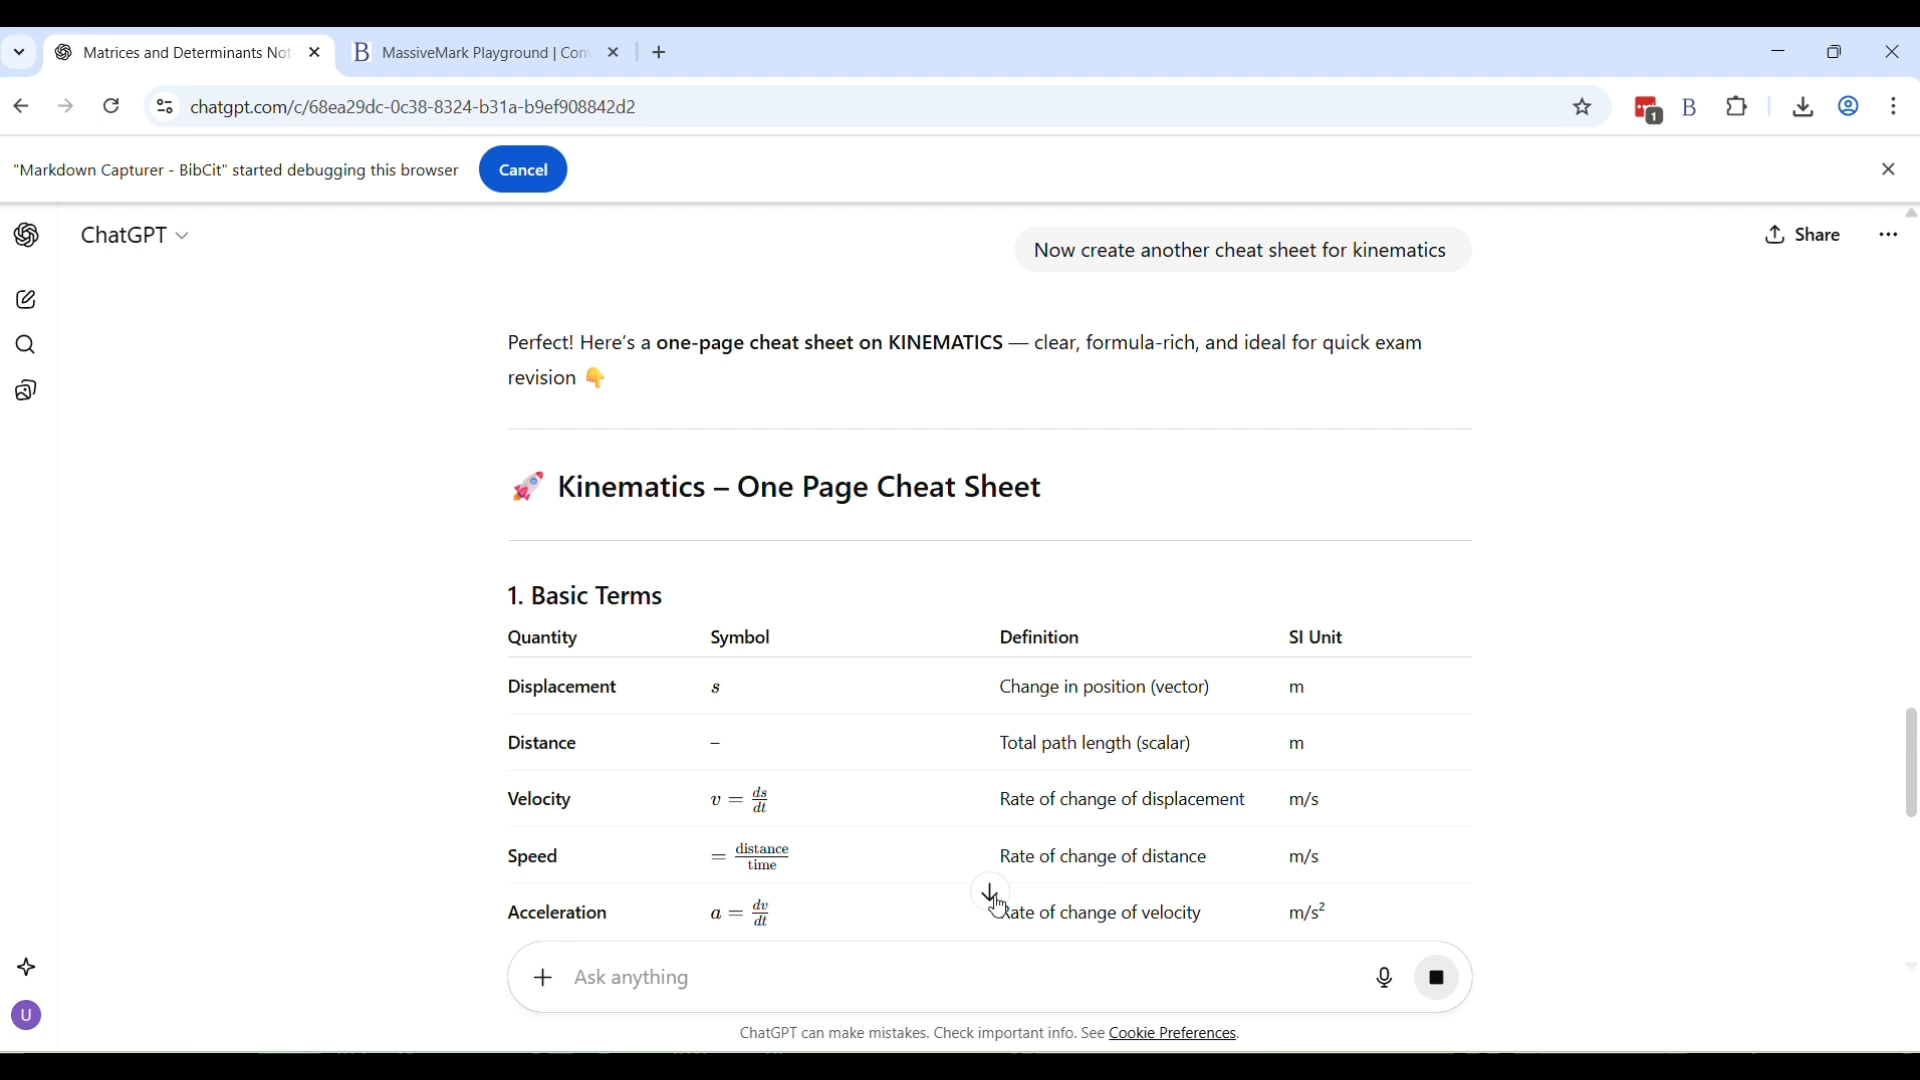 Matrices and Determinants Not
MassiveMark Playground | Con
chatgpt.com/c/68ea29dc-0c38-8324-b31a-b9ef908842d2
B
1
"Markdown Capturer - BibCit" started debugging this browser
Cancel
ChatGPT
Share
Now create another cheat sheet for kinematics
Perfect! Here's a one-page cheat sheet on KINEMATICS — clear, formula-rich, and ideal for quick exam
revision 👇
🚀 Kinematics – One Page Cheat Sheet
1. Basic Terms
Quantity Symbol Definition SI Unit
Displacement s Change in position (vector) m
Distance – Total path length (scalar) m
Velocity v = ds/dt Rate of change of displacement m/s
Speed = distance/time Rate of change of distance m/s
Acceleration a = dv/dt Rate of change of velocity m/s²
Ask anything
U
ChatGPT can make mistakes. Check important info. See Cookie Preferences.